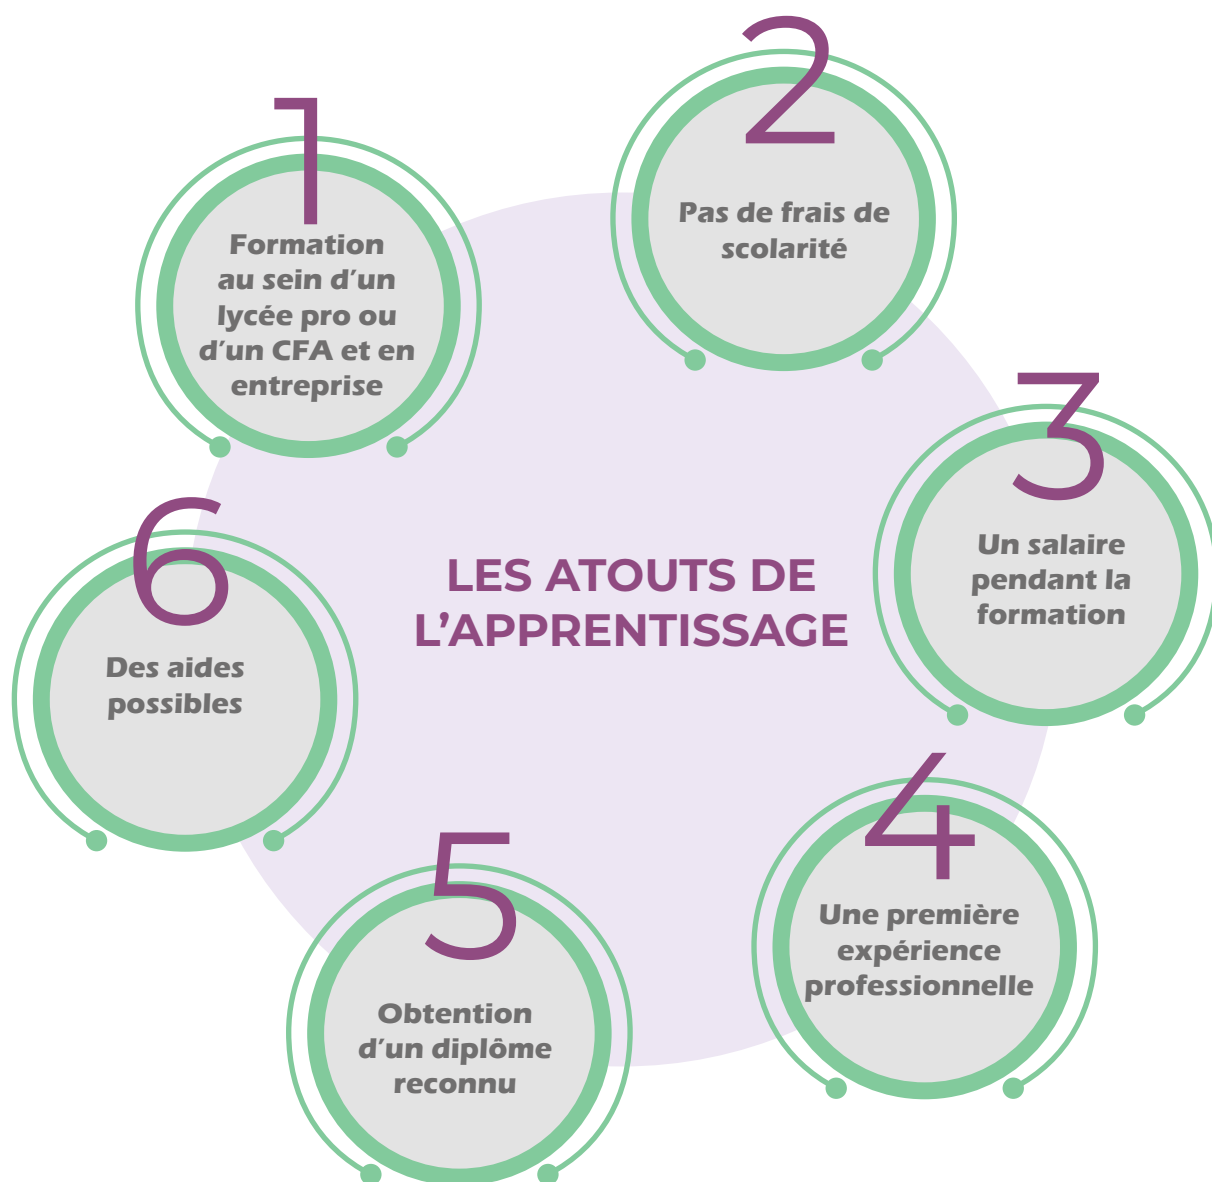 LES ATOUTS DE
L’APPRENTISSAGE
1
Formation
au sein d’un
lycée pro ou
d’un CFA et en
entreprise
2
Pas de frais de
scolarité
3
Un salaire
pendant la
formation
4
Une première
expérience
professionnelle
5
Obtention
d’un diplôme
reconnu
6
Des aides
possibles